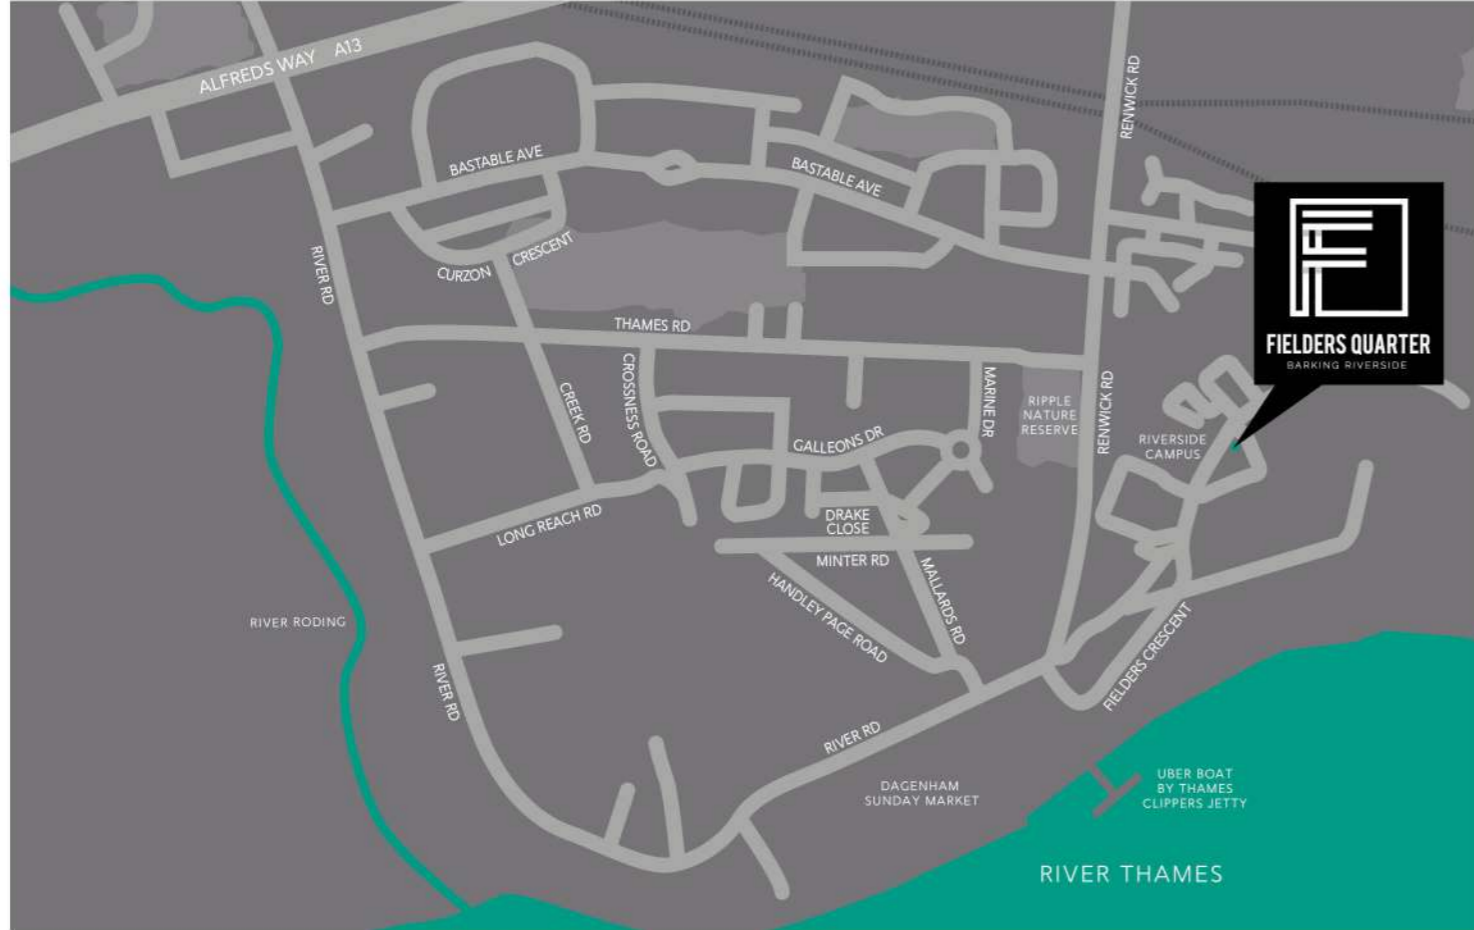 ALFREDS WAY A13
RENWICK RD
BASTABLE AVE
BASTABLE AVE
RIVER RD
CURZON CRESCENT
THAMES RD
FIELDERS QUARTER
BARKING RIVERSIDE
CREEK RD
CROSSNESS ROAD
MARINE DR
RIPPLE
NATURE
RESERVE
RENWICK RD
RIVERSIDE
CAMPUS
GALLEONS DR
LONG REACH RD
DRAKE
CLOSE
MINTER RD
HANDLEY PAGE ROAD
MALLARDS RD
RIVER RODING
RIVER RD
FIELDERS CRESCENT
RIVER RD
DAGENHAM
SUNDAY MARKET
UBER BOAT
BY THAMES
CLIPPERS JETTY
RIVER THAMES